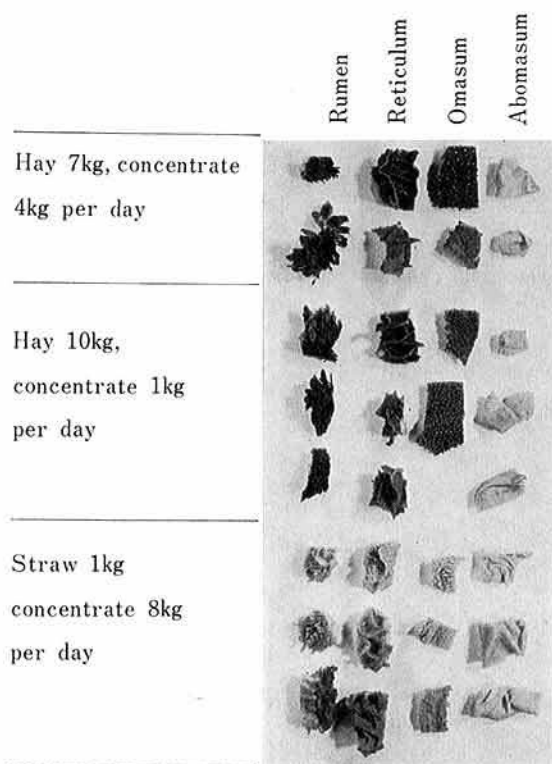 Rumen
Reticulum
Omasum
Abomasum
Hay 7kg, concentrate
4kg per day
Hay 10kg,
concentrate 1kg
per day
Straw 1kg
concentrate 8kg
per day